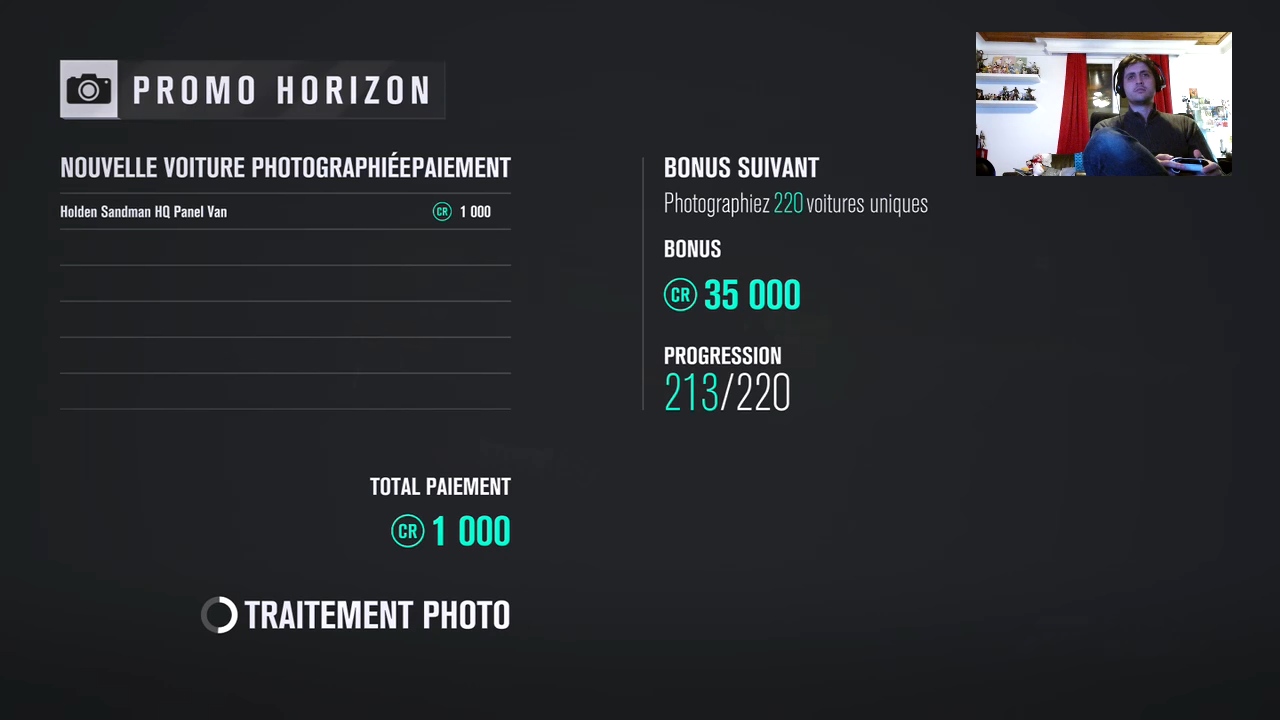 PROMO HORIZON
NOUVELLE VOITURE PHOTOGRAPHIÉEPAIEMENT
Holden Sandman HQ Panel Van CR 1 000
TOTAL PAIEMENT
CR 1 000
TRAITEMENT PHOTO
BONUS SUIVANT
Photographiez 220 voitures uniques
BONUS
CR 35 000
PROGRESSION
213/220